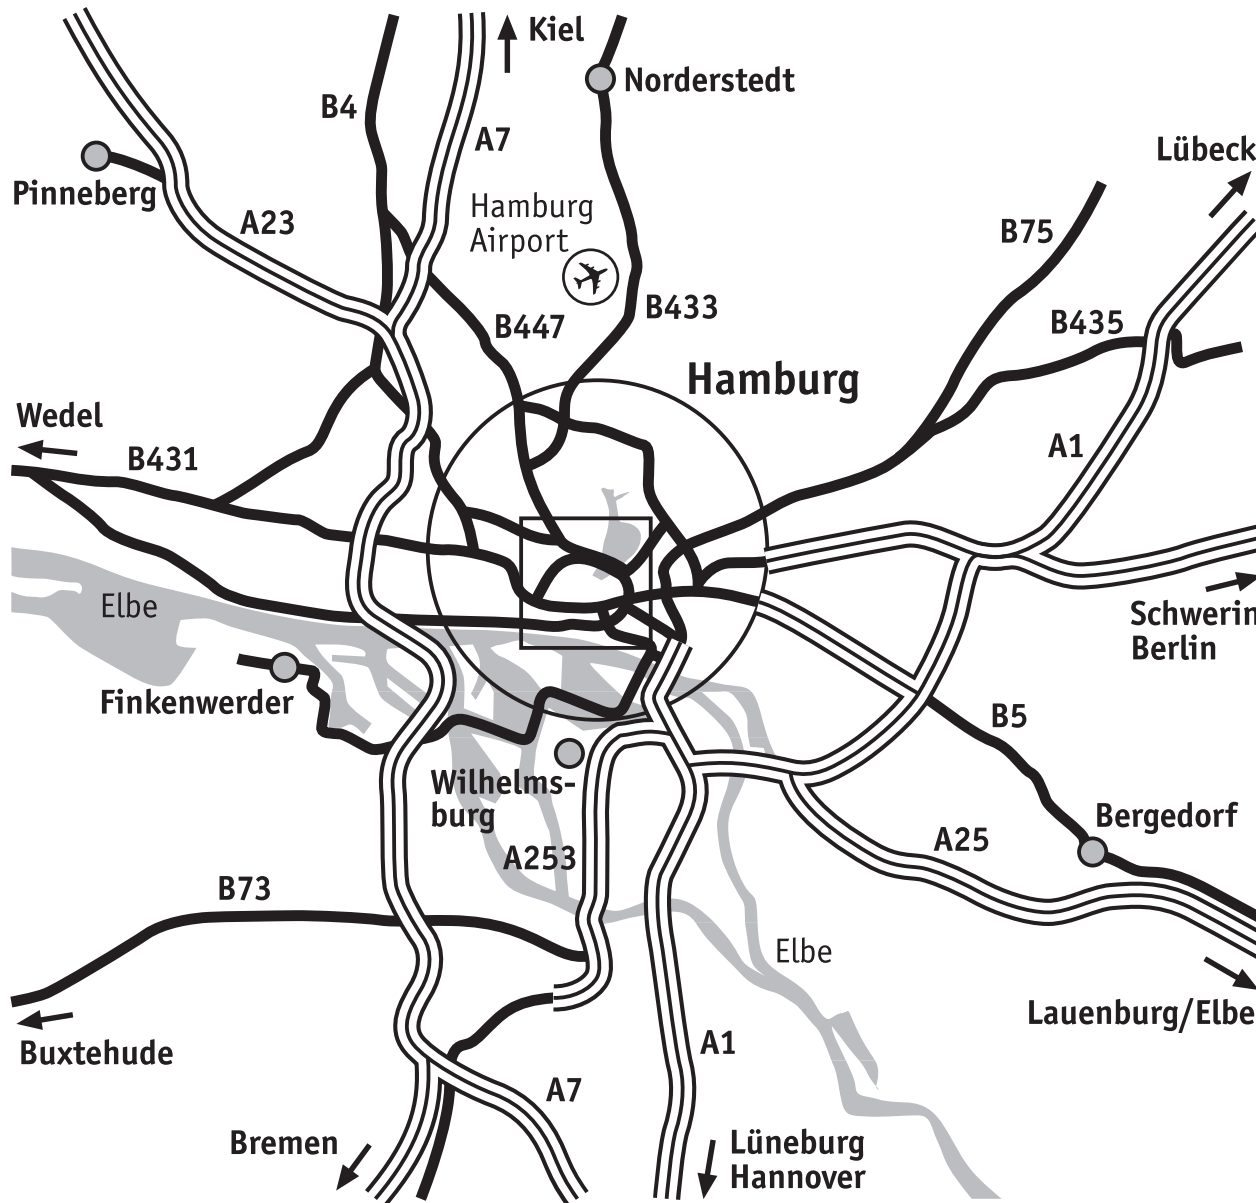 Kiel
Norderstedt
B4
A7
Lübeck
Pinneberg
A23
Hamburg
Airport
B75
B433
B447
B435
Hamburg
Wedel
B431
A1
Elbe
Schwerin
Berlin
Finkenwerder
B5
Wilhelms-
burg
Bergedorf
A25
A253
B73
Elbe
Lauenburg/Elbe
Buxtehude
A1
A7
Bremen
Lüneburg
Hannover